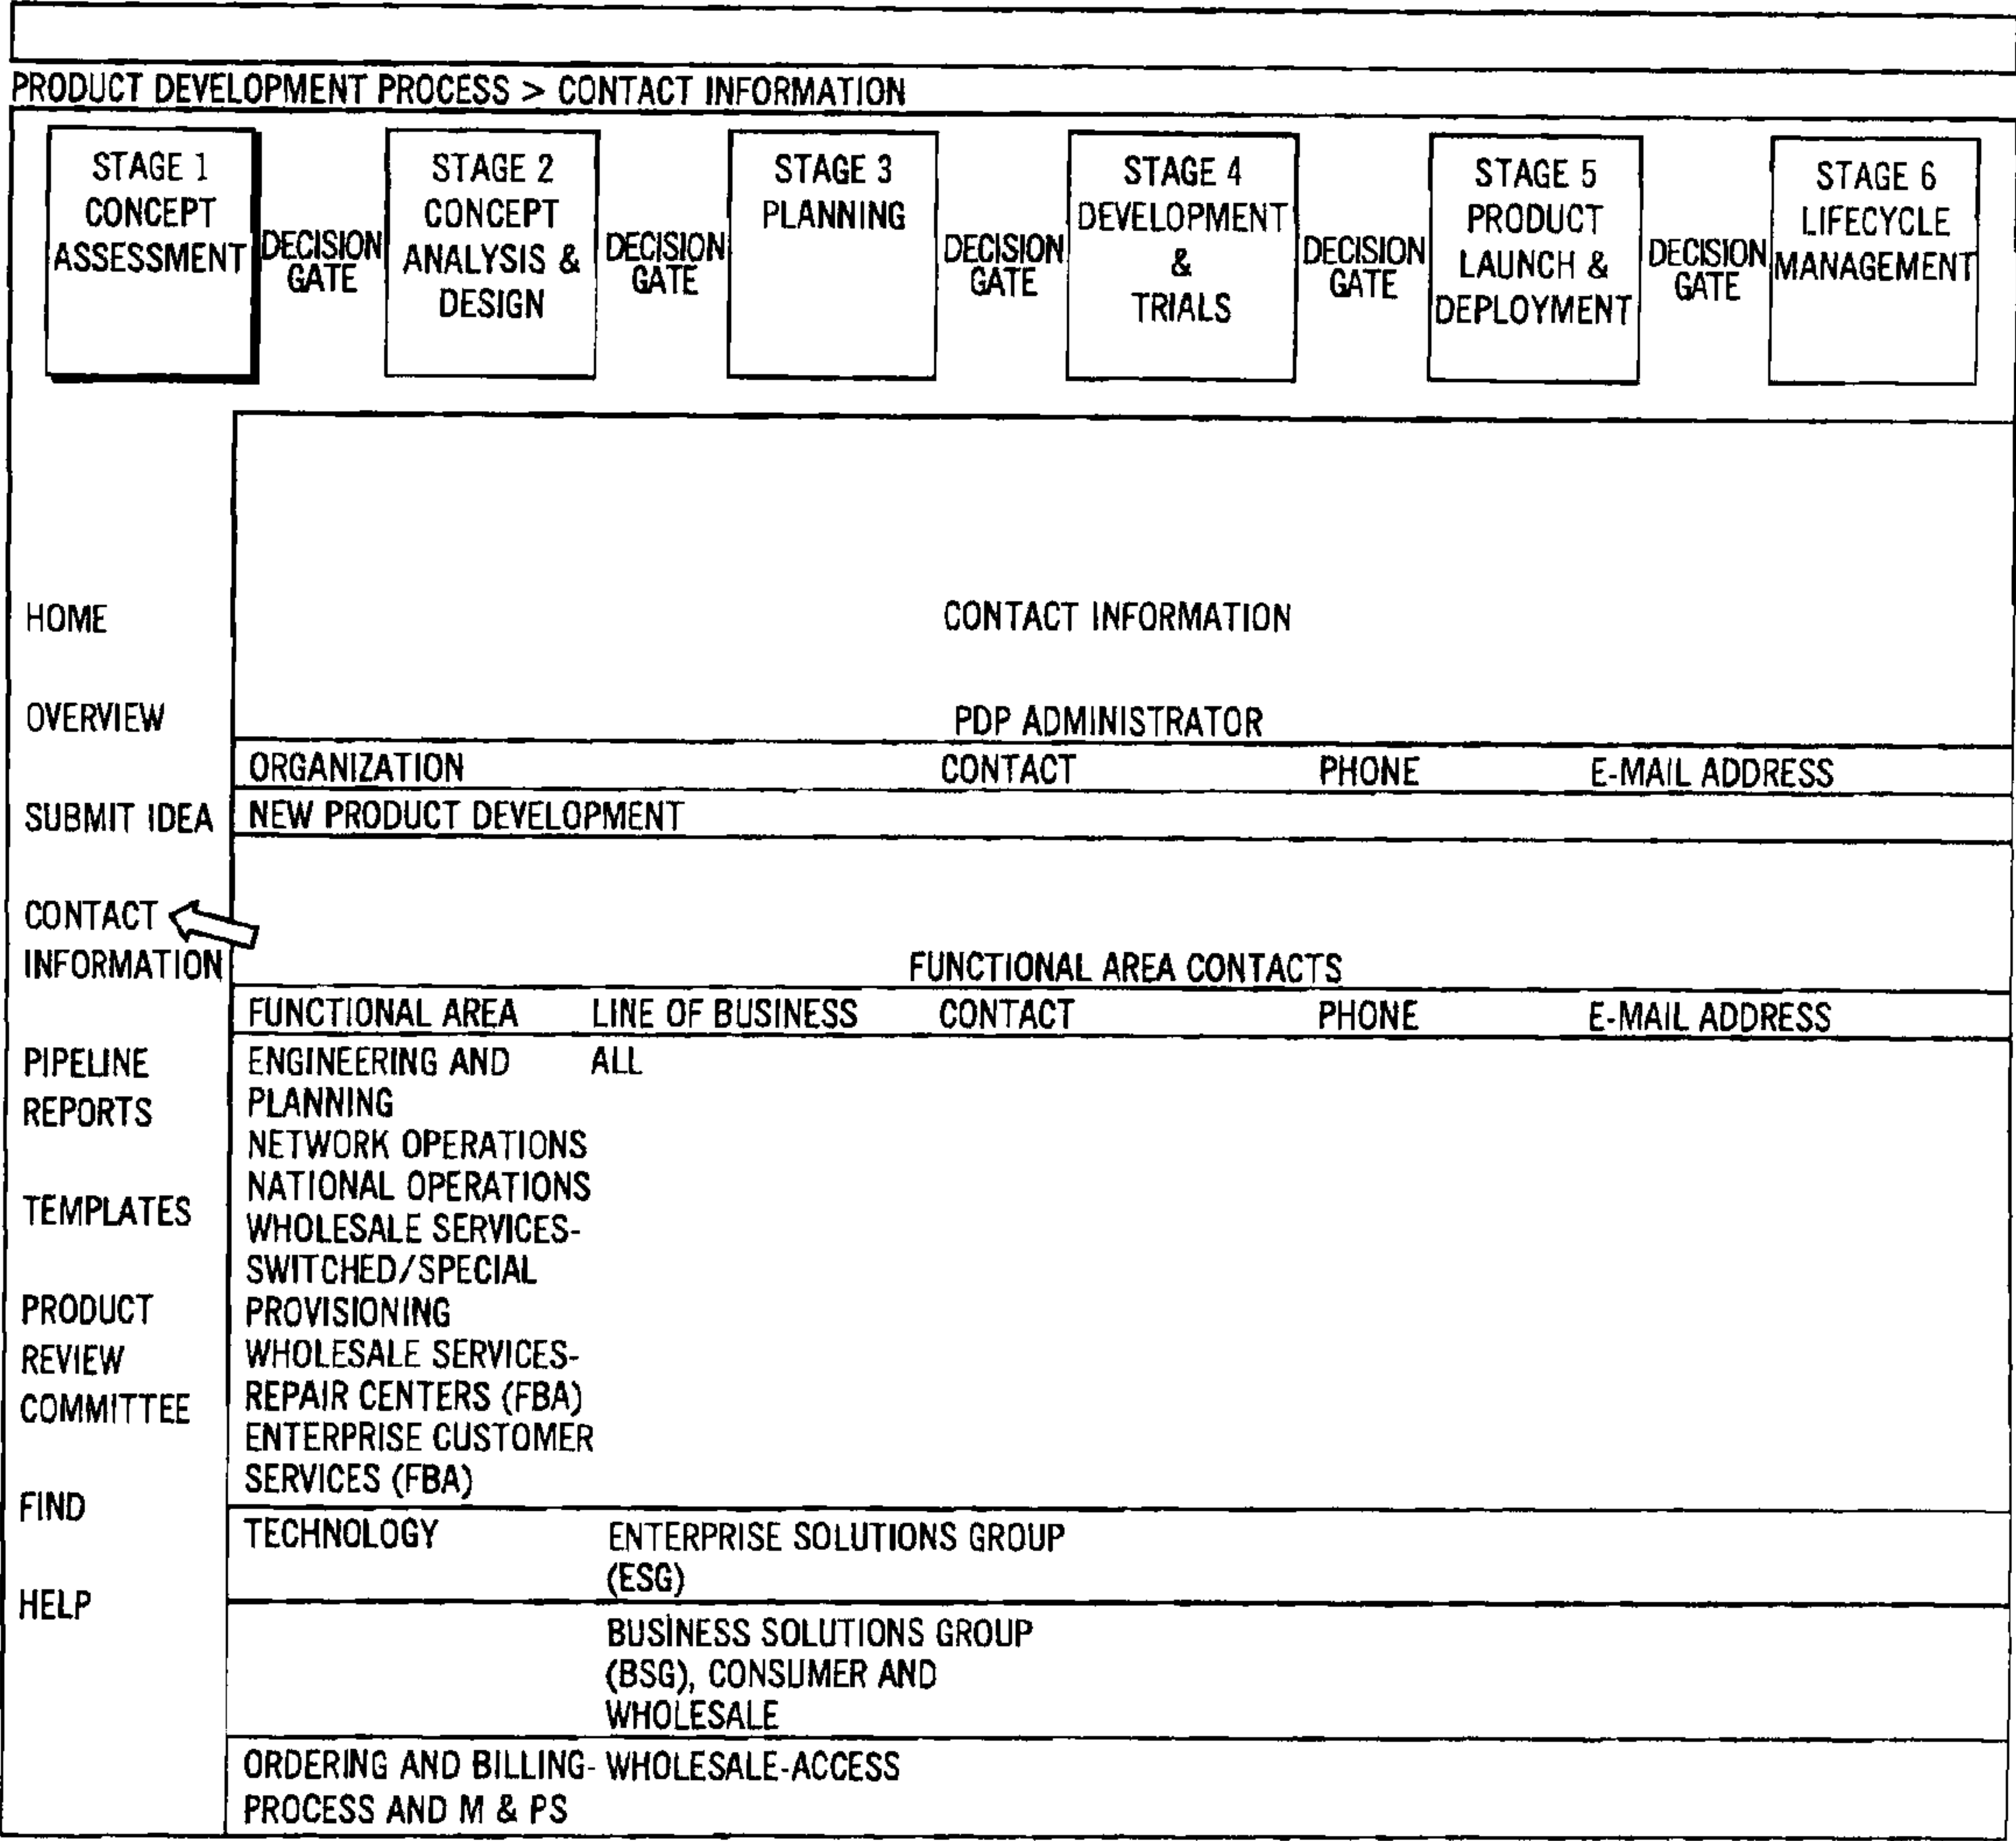 PRODUCT DEVELOPMENT PROCESS > CONTACT INFORMATION
STAGE 1
CONCEPT
ASSESSMENT
DECISION
GATE
STAGE 2
CONCEPT
ANALYSIS &
DESIGN
DECISION
GATE
STAGE 3
PLANNING
DECISION
GATE
STAGE 4
DEVELOPMENT
&
TRIALS
DECISION
GATE
STAGE 5
PRODUCT
LAUNCH &
DEPLOYMENT
DECISION
GATE
STAGE 6
LIFECYCLE
MANAGEMENT
HOME
OVERVIEW
SUBMIT IDEA
CONTACT
INFORMATION
PIPELINE
REPORTS
TEMPLATES
PRODUCT
REVIEW
COMMITTEE
FIND
HELP
CONTACT INFORMATION
PDP ADMINISTRATOR
ORGANIZATION CONTACT PHONE E-MAIL ADDRESS
NEW PRODUCT DEVELOPMENT
FUNCTIONAL AREA CONTACTS
FUNCTIONAL AREA LINE OF BUSINESS CONTACT PHONE E-MAIL ADDRESS
ENGINEERING AND ALL
PLANNING
NETWORK OPERATIONS
NATIONAL OPERATIONS
WHOLESALE SERVICES-
SWITCHED/SPECIAL
PROVISIONING
WHOLESALE SERVICES-
REPAIR CENTERS (FBA)
ENTERPRISE CUSTOMER
SERVICES (FBA)
TECHNOLOGY ENTERPRISE SOLUTIONS GROUP
(ESG)
BUSINESS SOLUTIONS GROUP
(BSG), CONSUMER AND
WHOLESALE
ORDERING AND BILLING- WHOLESALE-ACCESS
PROCESS AND M & PS